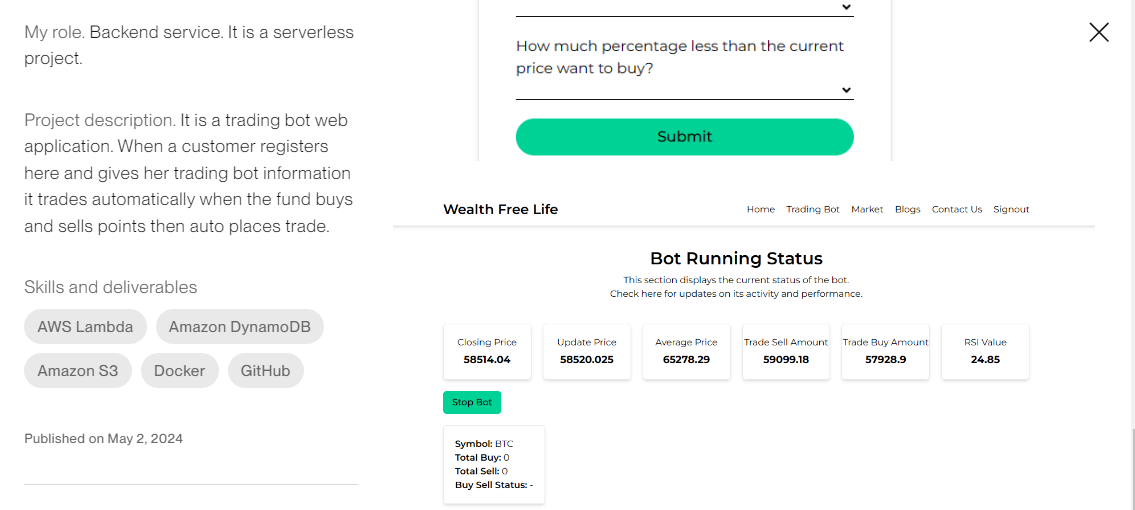 My role. Backend service. It is a serverless
project.
Project description. It is a trading bot web
application. When a customer registers
here and gives her trading bot information
it trades automatically when the fund buys
and sells points then auto places trade.
Skills and deliverables
AWS Lambda
Amazon DynamoDB
Amazon S3
Docker
GitHub
Published on May 2, 2024
How much percentage less than the current
price want to buy?
Submit
Wealth Free Life
Home Trading Bot Market Blogs Contact Us Signout
Bot Running Status
This section displays the current status of the bot.
Check here for updates on its activity and performance.
Closing Price
58514.04
Update Price
58520.025
Average Price
65278.29
Trade Sell Amount
59099.18
Trade Buy Amount
57928.9
RSI Value
24.85
Stop Bot
Symbol: BTC
Total Buy: 0
Total Sell: 0
Buy Sell Status: -